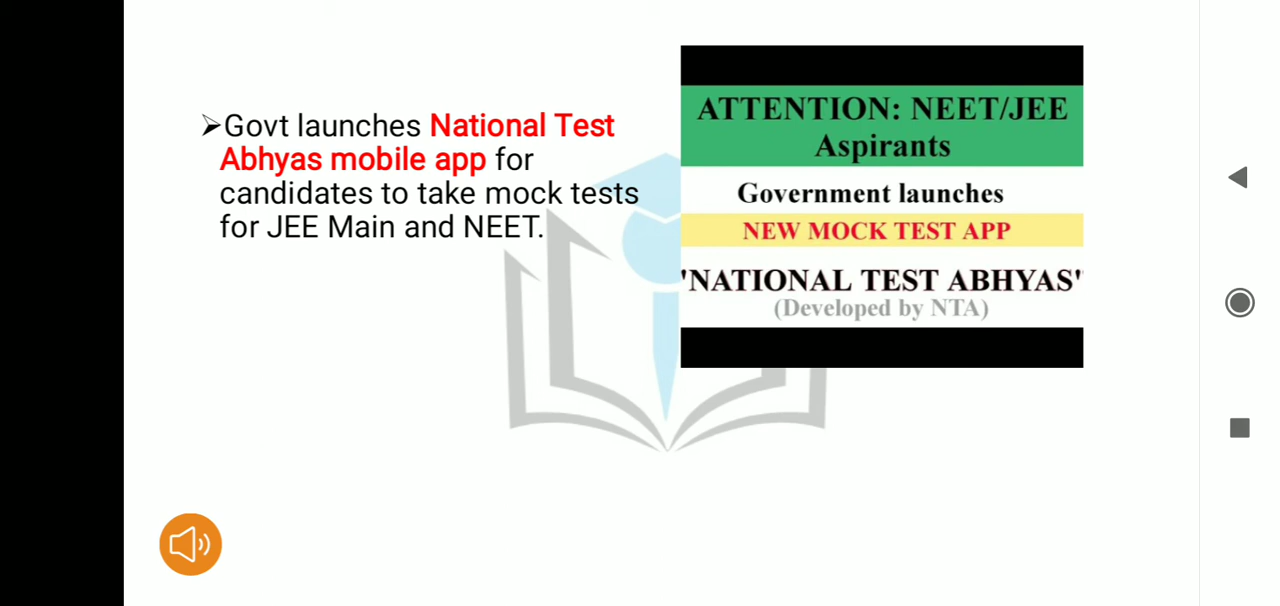 ➢Govt launches National Test
Abhyas mobile app for
candidates to take mock tests
for JEE Main and NEET.
ATTENTION: NEET/JEE
Aspirants
Government launches
NEW MOCK TEST APP
"NATIONAL TEST ABHYAS"
(Developed by NTA)